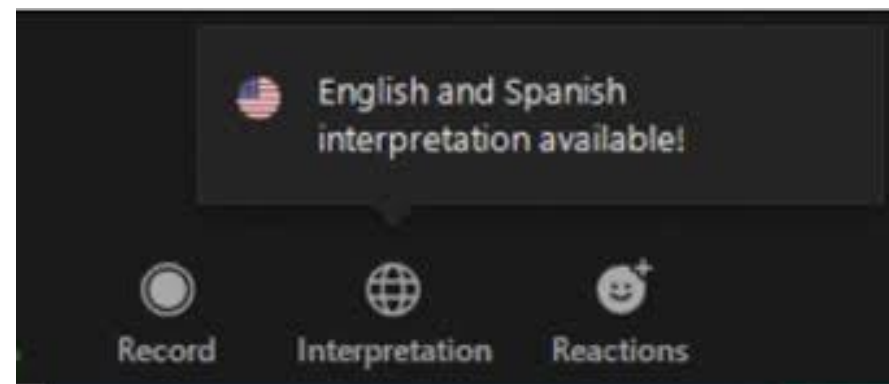 English and Spanish
interpretation available!
Record
Interpretation
Reactions